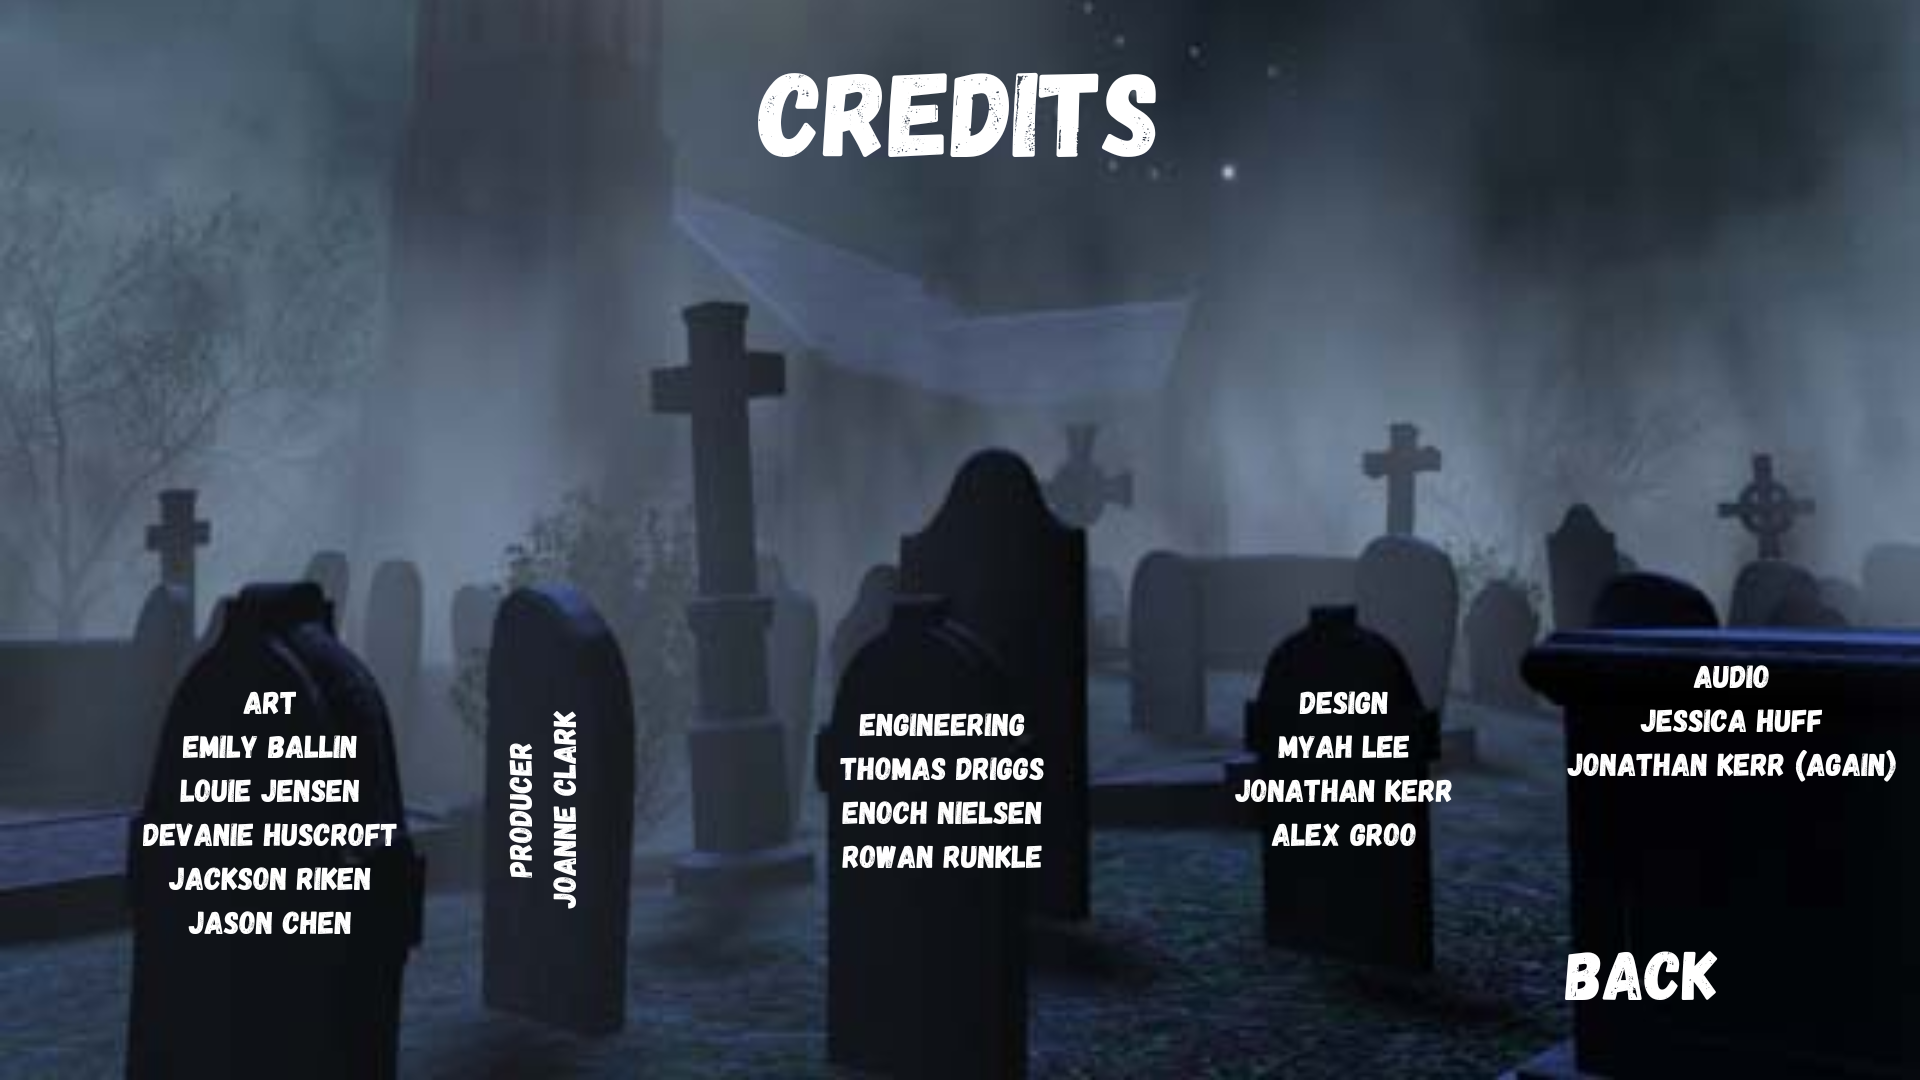 CREDITS
ART
EMILY BALLIN
LOUIE JENSEN
DEVANIE HUSCROFT
JACKSON RIKEN
JASON CHEN
PRODUCER
JOANNE CLARK
ENGINEERING
THOMAS DRIGGS
ENOCH NIELSEN
ROWAN RUNKLE
DESIGN
MYAH LEE
JONATHAN KERR
ALEX GROO
AUDIO
JESSICA HUFF
JONATHAN KERR (AGAIN)
BACK